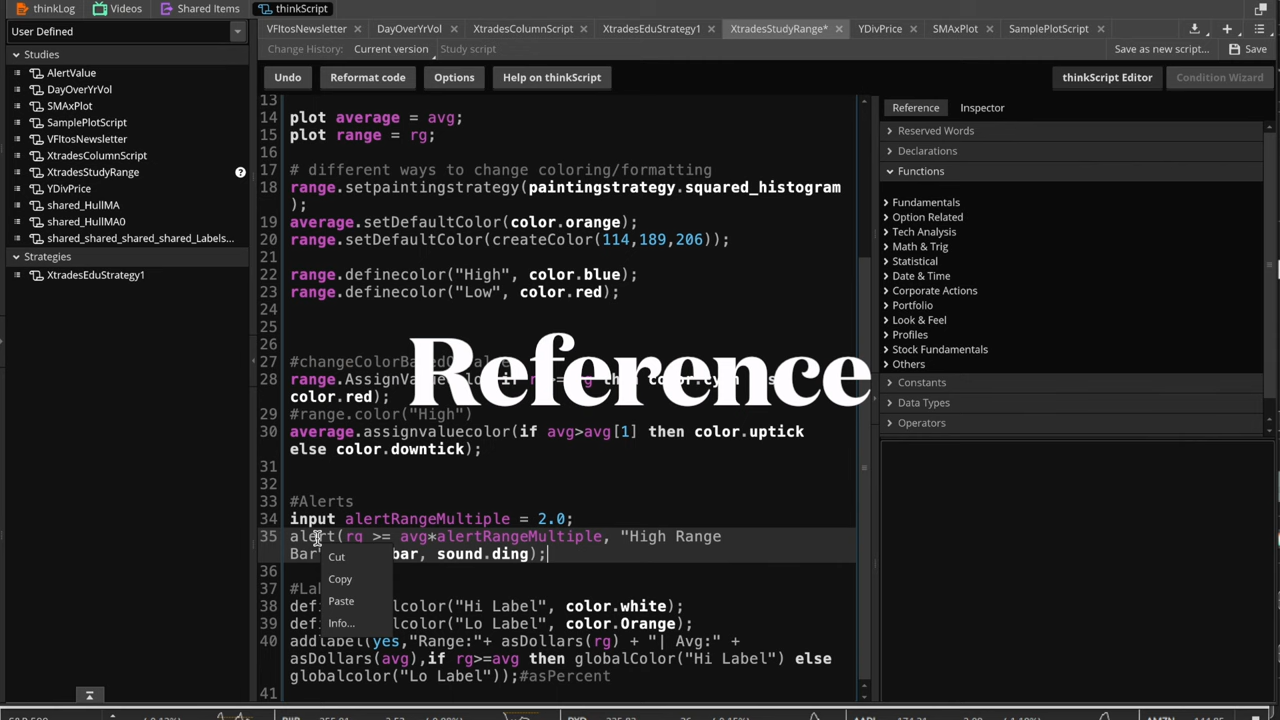 thinkLog Videos Shared Items thinkScript
User Defined
Studies
AlertValue
DayOverYrVol
SMAxPlot
SamplePlotScript
VFItosNewsletter
XtradesColumnScript
XtradesStudyRange ?
YDivPrice
shared_HullMA
shared_HullMA0
shared_shared_shared_shared_Labels...
Strategies
XtradesEduStrategy1
VFItosNewsletter × DayOverYrVol × XtradesColumnScript × XtradesEduStrategy1 × XtradesStudyRange* × YDivPrice × SMAxPlot × SamplePlotScript ×
Change History: Current version Study script Save as new script... Save
Undo Reformat code Options Help on thinkScript thinkScript Editor Condition Wizard
13
14 plot average = avg;
15 plot range = rg;
16
17 # different ways to change coloring/formatting
18 range.setpaintingstrategy(paintingstrategy.squared_histogram
);
19 average.setDefaultColor(color.orange);
20 range.setDefaultColor(createColor(114,189,206));
21
22 range.definecolor("High", color.blue);
23 range.definecolor("Low", color.red);
24
25
26
27 #changeColorBasedO
28 range.AssignVa
color.red);
29 #range.color("High")
30 average.assignvaluecolor(if avg>avg[1] then color.uptick
else color.downtick);
31
32
33 #Alerts
34 input alertRangeMultiple = 2.0;
35 alert(rg >= avg*alertRangeMultiple, "High Range
Bar bar, sound.ding);
36
37 #La
38 def lcolor("Hi Label", color.white);
39 def lcolor("Lo Label", color.Orange);
40 addlabel(yes,"Range:"+ asDollars(rg) + "| Avg:" +
asDollars(avg),if rg>=avg then globalColor("Hi Label") else
globalcolor("Lo Label"));#asPercent
41
Reference
Cut
Copy
Paste
Info...
Reference Inspector
Reserved Words
Declarations
Functions
Fundamentals
Option Related
Tech Analysis
Math & Trig
Statistical
Date & Time
Corporate Actions
Portfolio
Look & Feel
Profiles
Stock Fundamentals
Others
Constants
Data Types
Operators